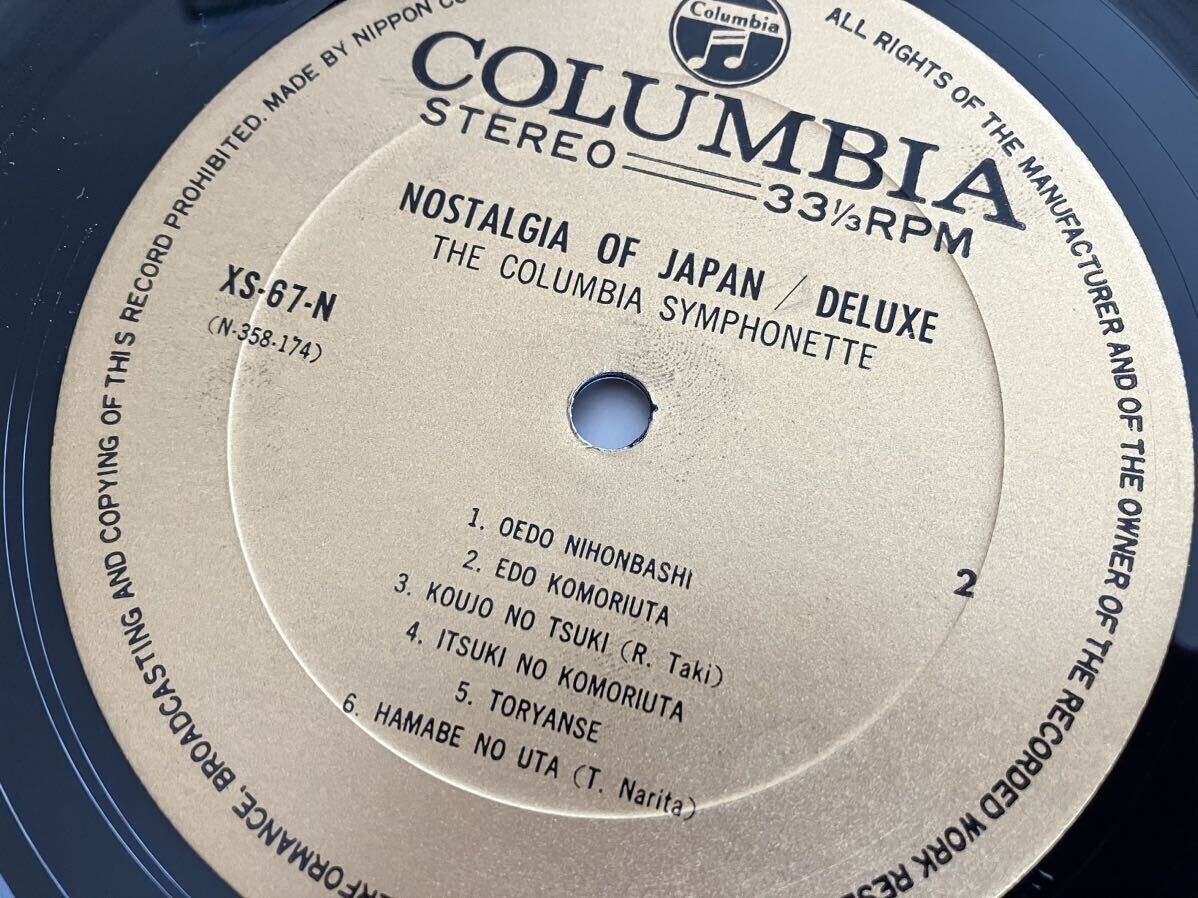 Columbia
COLUMBIA
STEREO 33⅓RPM
NOSTALGIA OF JAPAN / DELUXE
THE COLUMBIA SYMPHONETTE
XS-67-N
(N-358-174)
1. OEDO NIHONBASHI
2. EDO KOMORIUTA
3. KOUJO NO TSUKI (R. Taki)
4. ITSUKI NO KOMORIUTA
5. TORYANSE
6. HAMABE NO UTA (T. Narita)
2
ALL RIGHTS OF THE MANUFACTURER AND OF THE OWNER OF THE RECORDED WORK RESE
ERFORMANCE, BROADCASTING AND COPYING OF THIS RECORD PROHIBITED. MADE BY NIPPON CO